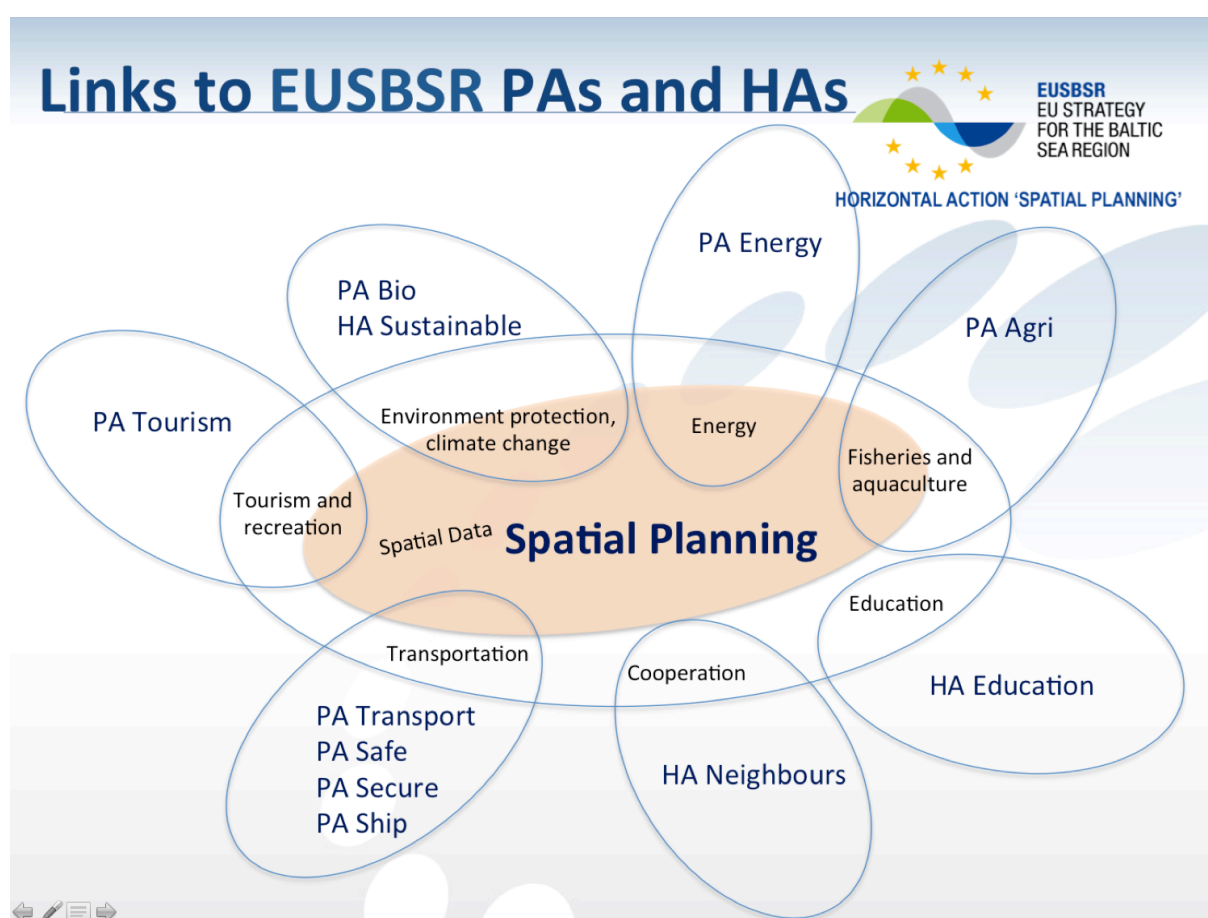 Links to EUSBSR PAs and HAs
EUSBSR
EU STRATEGY
FOR THE BALTIC
SEA REGION
HORIZONTAL ACTION ‘SPATIAL PLANNING’
PA Energy
PA Bio
HA Sustainable
PA Agri
PA Tourism
Environment protection,
climate change
Energy
Fisheries and
aquaculture
Tourism and
recreation
Spatial Data
Spatial Planning
Education
Transportation
Cooperation
HA Education
PA Transport
PA Safe
PA Secure
PA Ship
HA Neighbours